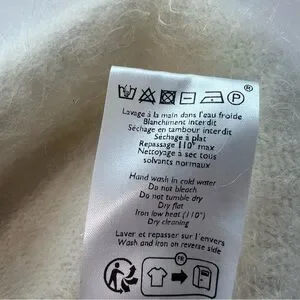 P ®
Lavage à la main dans l'eau froide
Blanchiment interdit
Séchage en tambour interdit
Séchage à plat
Repassage 110° max
Nettoyage à sec tous
solvants normaux
Hand wash in cold water
Do not bleach
Do not tumble dry
Dry flat
Iron low heat (110°)
Dry cleaning
Laver et repasser sur l'envers
Wash and iron on reverse side
FR